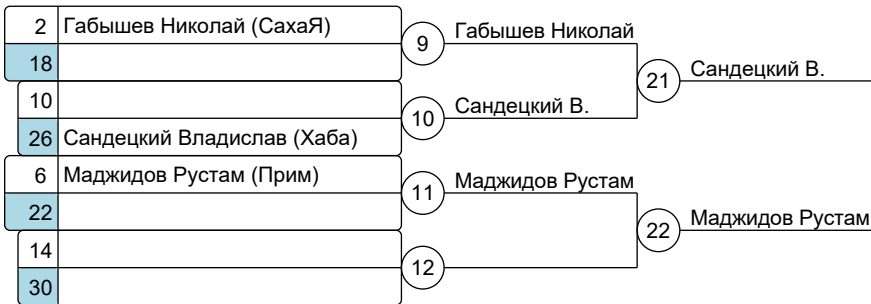 2 Габышев Николай (СахаЯ)
18
10
26 Сандецкий Владислав (Хаба)
6 Маджидов Рустам (Прим)
22
14
30
9 Габышев Николай
10 Сандецкий В.
11 Маджидов Рустам
12
21 Сандецкий В.
22 Маджидов Рустам